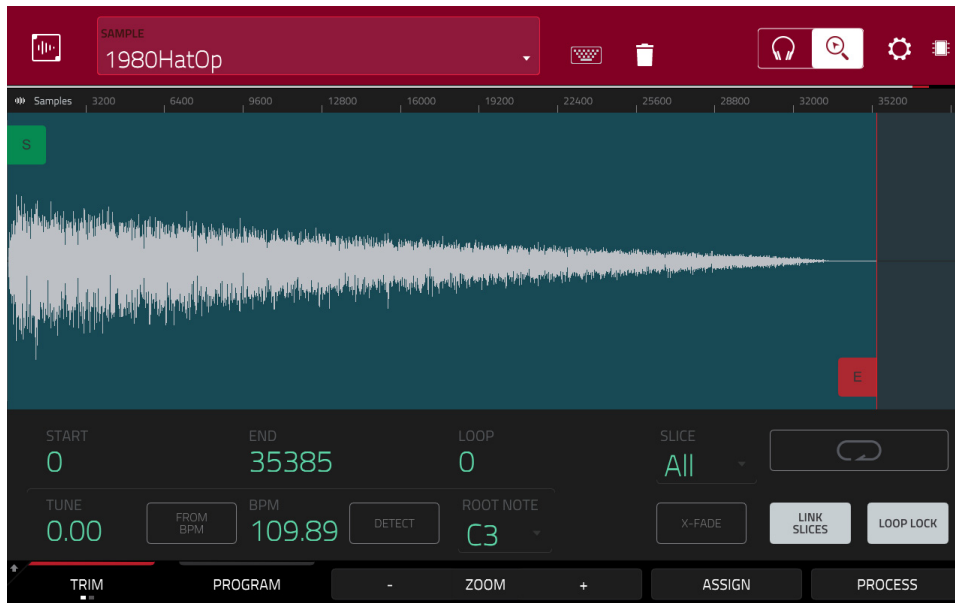 SAMPLE
1980HatOp
Samples 3200 6400 9600 12800 16000 19200 22400 25600 28800 32000 35200
S
E
START END LOOP SLICE
0 35385 0 All
TUNE BPM ROOT NOTE
0.00 FROM BPM 109.89 DETECT C3 X-FADE LINK SLICES LOOP LOCK
TRIM PROGRAM - ZOOM + ASSIGN PROCESS